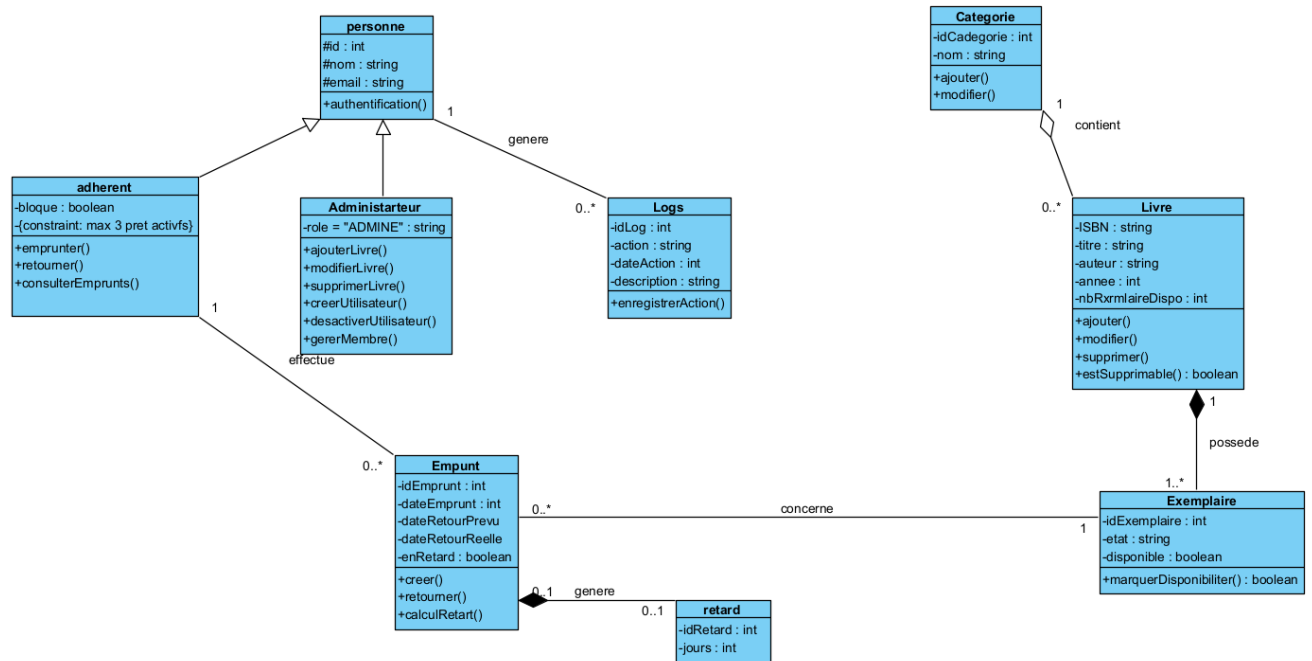 personne
#id : int
#nom : string
#email : string
+authentification()
1
genere
0..*
Categorie
-idCadegorie : int
-nom : string
+ajouter()
+modifier()
1
contient
0..*
adherent
-bloque : boolean
-{constraint: max 3 pret activfs}
+emprunter()
+retourner()
+consulterEmprunts()
1
effectue
0..*
Administarteur
-role = "ADMINE" : string
+ajouterLivre()
+modifierLivre()
+supprimerLivre()
+creerUtilisateur()
+desactiverUtilisateur()
+gererMembre()
Logs
-idLog : int
-action : string
-dateAction : int
-description : string
+enregistrerAction()
Livre
-ISBN : string
-titre : string
-auteur : string
-annee : int
-nbRxrmlaireDispo : int
+ajouter()
+modifier()
+supprimer()
+estSupprimable() : boolean
1
possede
1..*
Empunt
-idEmprunt : int
-dateEmprunt : int
-dateRetourPrevu
-dateRetourReelle
-enRetard : boolean
+creer()
+retourner()
+calculRetart()
0..*
concerne
1
Exemplaire
-idExemplaire : int
-etat : string
-disponible : boolean
+marquerDisponibiliter() : boolean
0..1
genere
0..1
retard
-idRetard : int
-jours : int